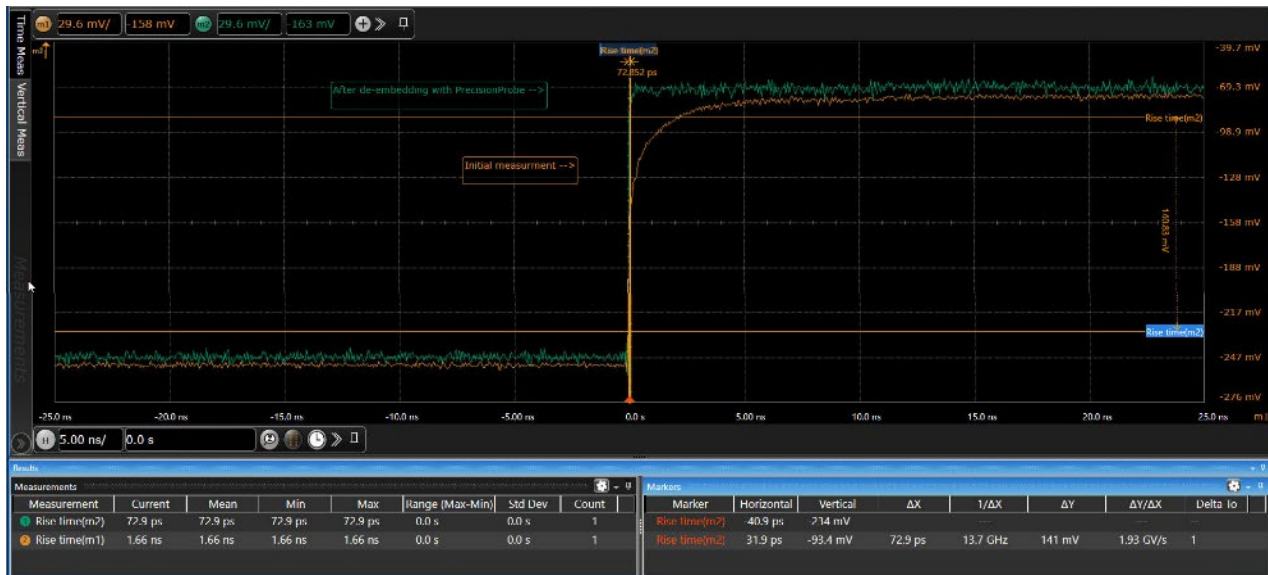 Time Meas
Vertical Meas
Measurements
m1 29.6 mV/ -158 mV m2 29.6 mV/ -163 mV
Rise time(m2)
72.852 ps
After de-embedding with PrecisionProbe -->
Initial measurment -->
-39.7 mV
-69.3 mV
Rise time(m2)
-98.9 mV
-128 mV
-158 mV
-188 mV
-217 mV
Rise time(m2)
-247 mV
-276 mV
-25.0 ns -20.0 ns -15.0 ns -10.0 ns -5.00 ns 0.0 s 5.00 ns 10.0 ns 15.0 ns 20.0 ns 25.0 ns
H 5.00 ns/ 0.0 s
Results
Measurements
Measurement Current Mean Min Max Range (Max-Min) Std Dev Count
1 Rise time(m2) 72.9 ps 72.9 ps 72.9 ps 72.9 ps 0.0 s 0.0 s 1
2 Rise time(m1) 1.66 ns 1.66 ns 1.66 ns 1.66 ns 0.0 s 0.0 s 1
Markers
Marker Horizontal Vertical ΔX 1/ΔX ΔY ΔY/ΔX Delta To
Rise time(m2) -40.9 ps -234 mV --- --- --
Rise time(m2) 31.9 ps -93.4 mV 72.9 ps 13.7 GHz 141 mV 1.93 GV/s 1